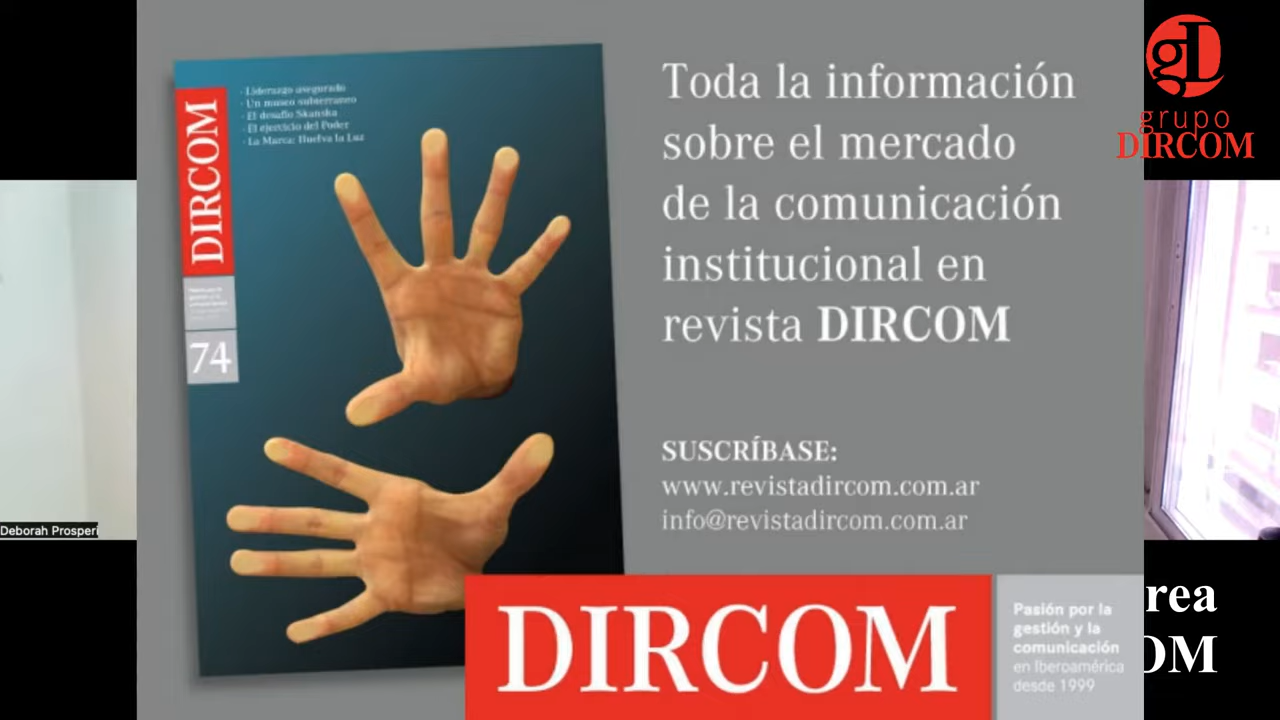 · Liderazgo asegurado
· Un museo subterraneo
· El desafío Skanska
· El ejercicio del Poder
· La Marca: Huelva la Luz
DIRCOM
74
Toda la información
sobre el mercado
de la comunicación
institucional en
revista DIRCOM
SUSCRÍBASE:
www.revistadircom.com.ar
info@revistadircom.com.ar
DIRCOM
Pasión por la
gestión y la
comunicación
en Iberoamérica
desde 1999
gD
grupo
DIRCOM
Deborah Prosperi
rea
OM